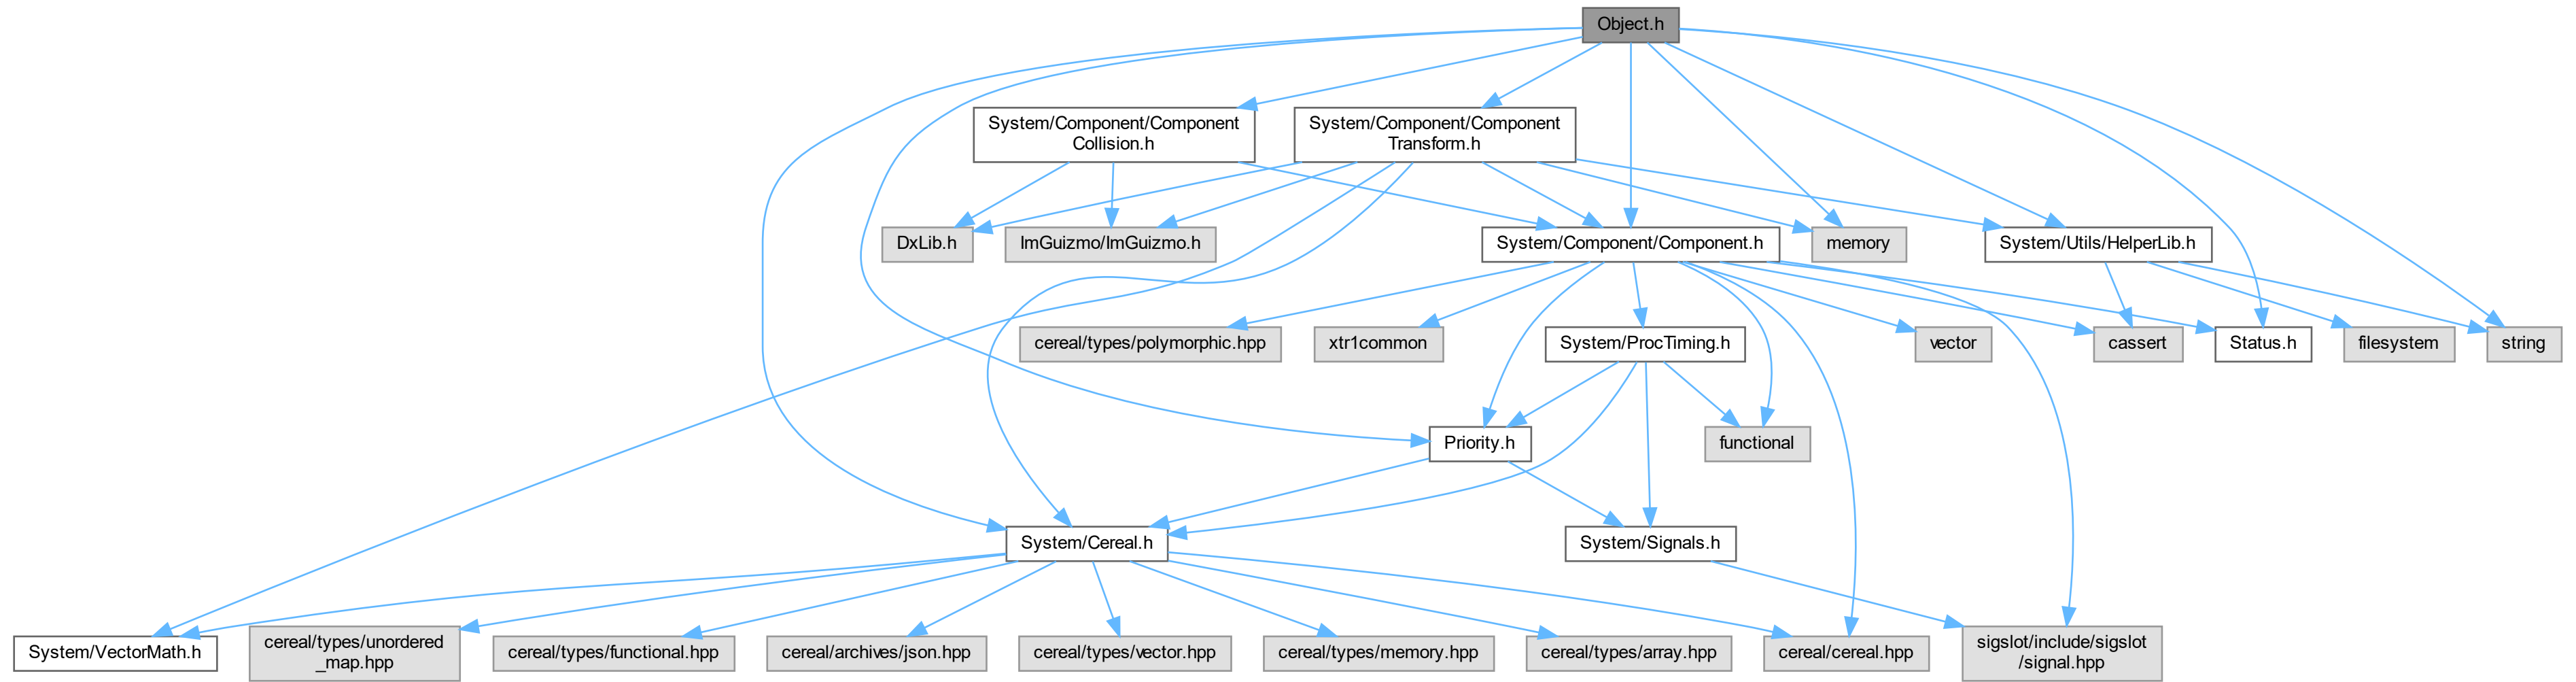 Object.h
System/Component/Component
Collision.h
System/Component/Component
Transform.h
DxLib.h
ImGuizmo/ImGuizmo.h
System/Component/Component.h
memory
System/Utils/HelperLib.h
cereal/types/polymorphic.hpp
xtr1common
System/ProcTiming.h
vector
cassert
Status.h
filesystem
string
Priority.h
functional
System/Cereal.h
System/Signals.h
System/VectorMath.h
cereal/types/unordered
_map.hpp
cereal/types/functional.hpp
cereal/archives/json.hpp
cereal/types/vector.hpp
cereal/types/memory.hpp
cereal/types/array.hpp
cereal/cereal.hpp
sigslot/include/sigslot
/signal.hpp